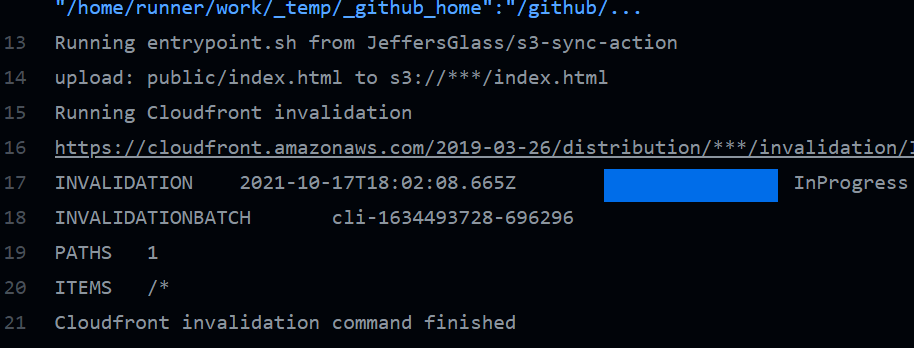 "/home/runner/work/_temp/_github_home":"/github/...
13 Running entrypoint.sh from JeffersGlass/s3-sync-action
14 upload: public/index.html to s3://***/index.html
15 Running Cloudfront invalidation
16 https://cloudfront.amazonaws.com/2019-03-26/distribution/***/invalidation/
17 INVALIDATION 2021-10-17T18:02:08.665Z InProgress
18 INVALIDATIONBATCH cli-1634493728-696296
19 PATHS 1
20 ITEMS /*
21 Cloudfront invalidation command finished